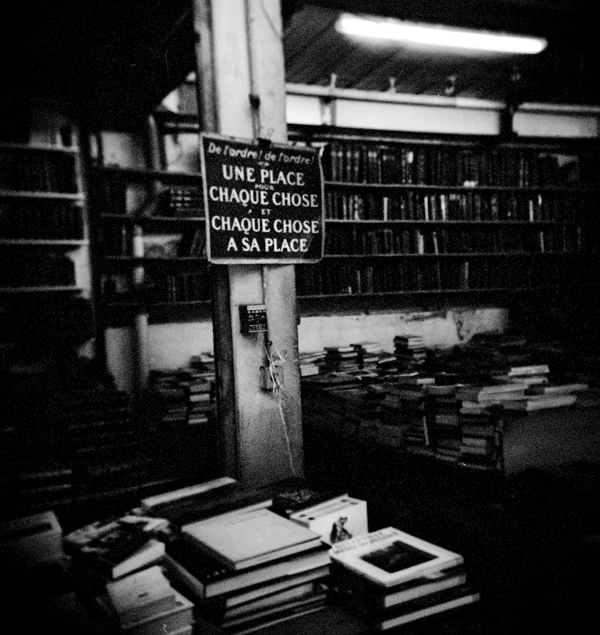 De l'ordre! de l'ordre!
UNE PLACE
POUR
CHAQUE CHOSE
ET
CHAQUE CHOSE
A SA PLACE